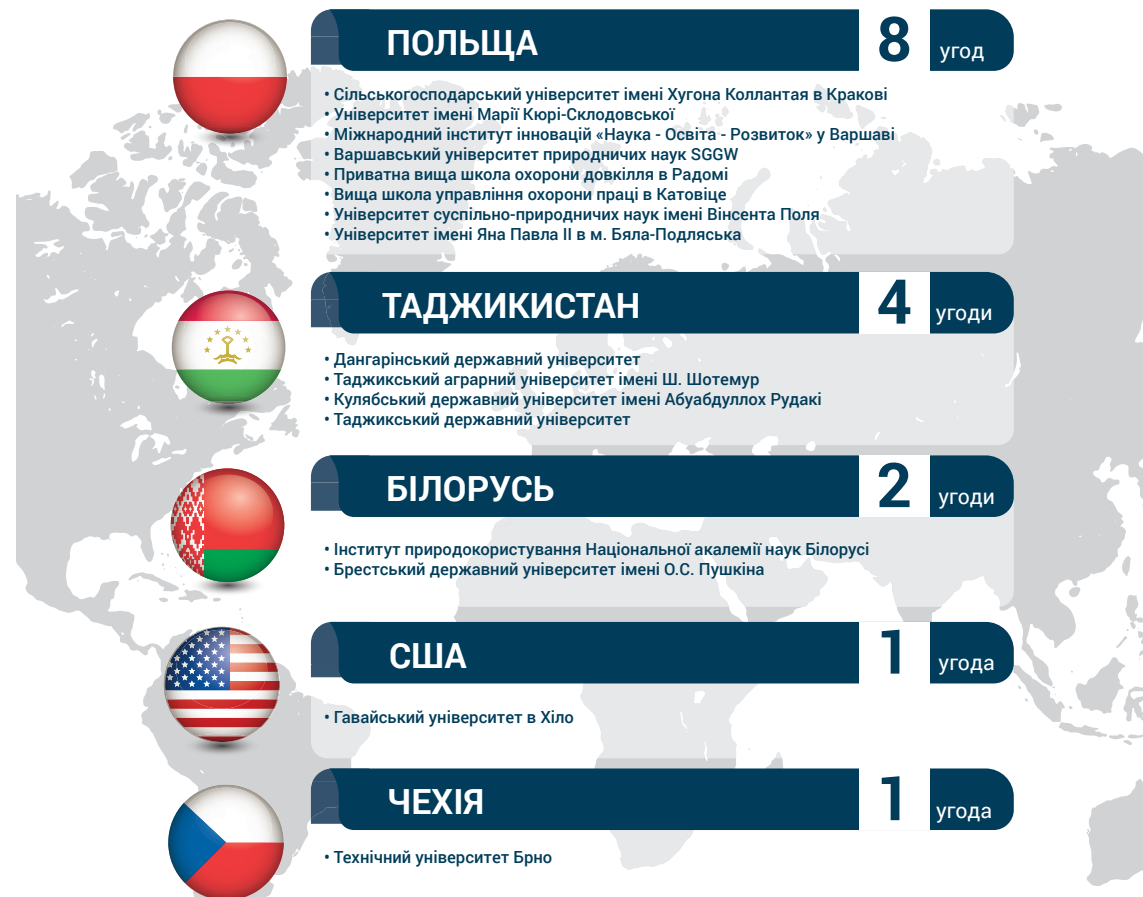 ПОЛЬЩА 8 угод
• Сільськогосподарський університет імені Хугона Коллантая в Кракові
• Університет імені Марії Кюрі-Склодовської
• Міжнародний інститут інновацій «Наука - Освіта - Розвиток» у Варшаві
• Варшавський університет природничих наук SGGW
• Приватна вища школа охорони довкілля в Радомі
• Вища школа управління охорони праці в Катовіце
• Університет суспільно-природничих наук імені Вінсента Поля
• Університет імені Яна Павла ІІ в м. Бяла-Подляська
ТАДЖИКИСТАН 4 угоди
• Дангарінський державний університет
• Таджикський аграрний університет імені Ш. Шотемур
• Кулябський державний університет імені Абуабдуллох Рудакі
• Таджикський державний університет
БІЛОРУСЬ 2 угоди
• Інститут природокористування Національної акалемії наук Білорусі
• Брестський державний університет імені О.С. Пушкіна
США 1 угода
• Гавайський університет в Хіло
ЧЕХІЯ 1 угода
• Технічний університет Брно